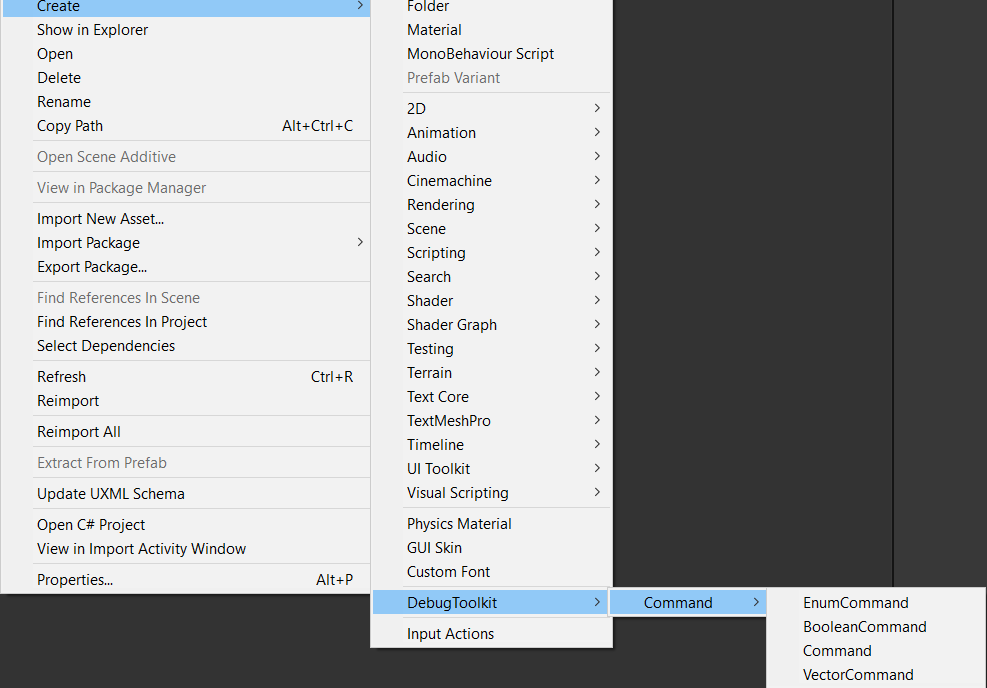 Create
Show in Explorer
Open
Delete
Rename
Copy Path Alt+Ctrl+C
Open Scene Additive
View in Package Manager
Import New Asset...
Import Package
Export Package...
Find References In Scene
Find References In Project
Select Dependencies
Refresh Ctrl+R
Reimport
Reimport All
Extract From Prefab
Update UXML Schema
Open C# Project
View in Import Activity Window
Properties... Alt+P
Folder
Material
MonoBehaviour Script
Prefab Variant
2D
Animation
Audio
Cinemachine
Rendering
Scene
Scripting
Search
Shader
Shader Graph
Testing
Terrain
Text Core
TextMeshPro
Timeline
UI Toolkit
Visual Scripting
Physics Material
GUI Skin
Custom Font
DebugToolkit
Input Actions
Command
EnumCommand
BooleanCommand
Command
VectorCommand